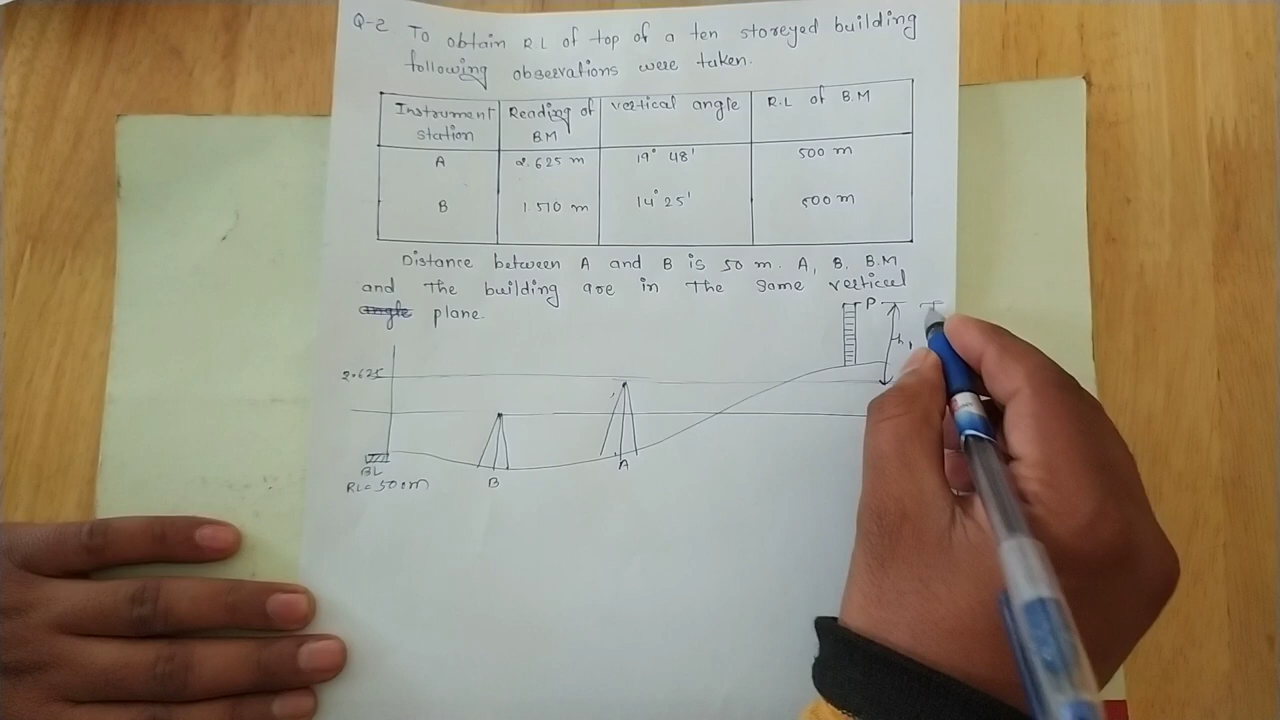 Q-2 To obtain R.L of top of a ten storeyed building
following observations were taken.
Instrument station Reading of B.M vertical angle R.L of B.M
A 2.625 m 19° 48' 500 m
B 1.510 m 14° 25' 500 m
Distance between A and B is 50 m. A, B, B.M
and the building are in the same vertical
angle plane.
P
h1
2.625
A
BL
RL= 500m
B